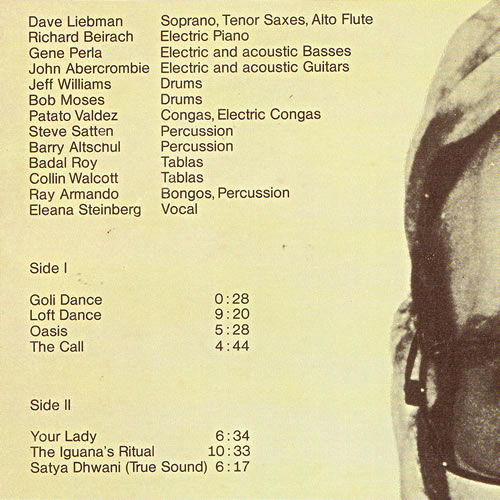 Dave Liebman Soprano, Tenor Saxes, Alto Flute
Richard Beirach Electric Piano
Gene Perla Electric and acoustic Basses
John Abercrombie Electric and acoustic Guitars
Jeff Williams Drums
Bob Moses Drums
Patato Valdez Congas, Electric Congas
Steve Satten Percussion
Barry Altschul Percussion
Badal Roy Tablas
Collin Walcott Tablas
Ray Armando Bongos, Percussion
Eleana Steinberg Vocal
Side I
Goli Dance 0:28
Loft Dance 9:20
Oasis 5:28
The Call 4:44
Side II
Your Lady 6:34
The Iguana's Ritual 10:33
Satya Dhwani (True Sound) 6:17